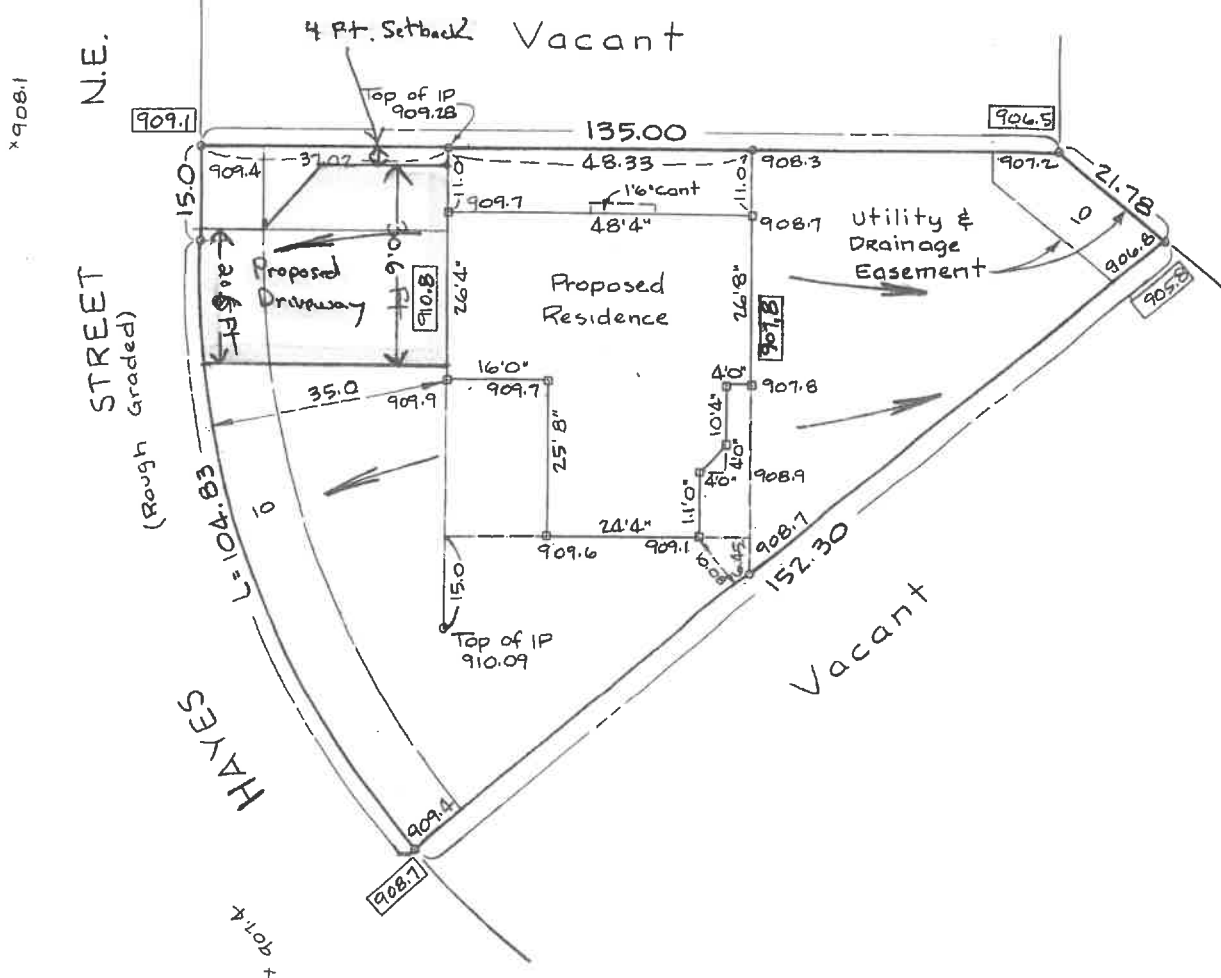 4 Ft. Setback
Vacant
N.E.
×908.1
909.1
Top of IP
909.28
135.00
906.5
909.4
37.07
48.33
908.3
907.2
21.78
15.0
11.0
909.7
1'6" cant
11.0
48'4"
908.7
Utility &
Drainage
Easement
10
906.8
905.8
Proposed
Driveway
26'4"
910.8
Proposed
Residence
26'8"
907.8
STREET
(Rough Graded)
16'0"
909.7
909.9
35.0
25'8"
4'0"
907.8
10'4"
4'0"
4'0"
908.9
11'0"
24'4"
909.6
909.1
6.45
908.7
152.30
15.0
Top of IP
910.09
L=104.83
10
Vacant
HAYES
909.4
908.7
+ 907.4